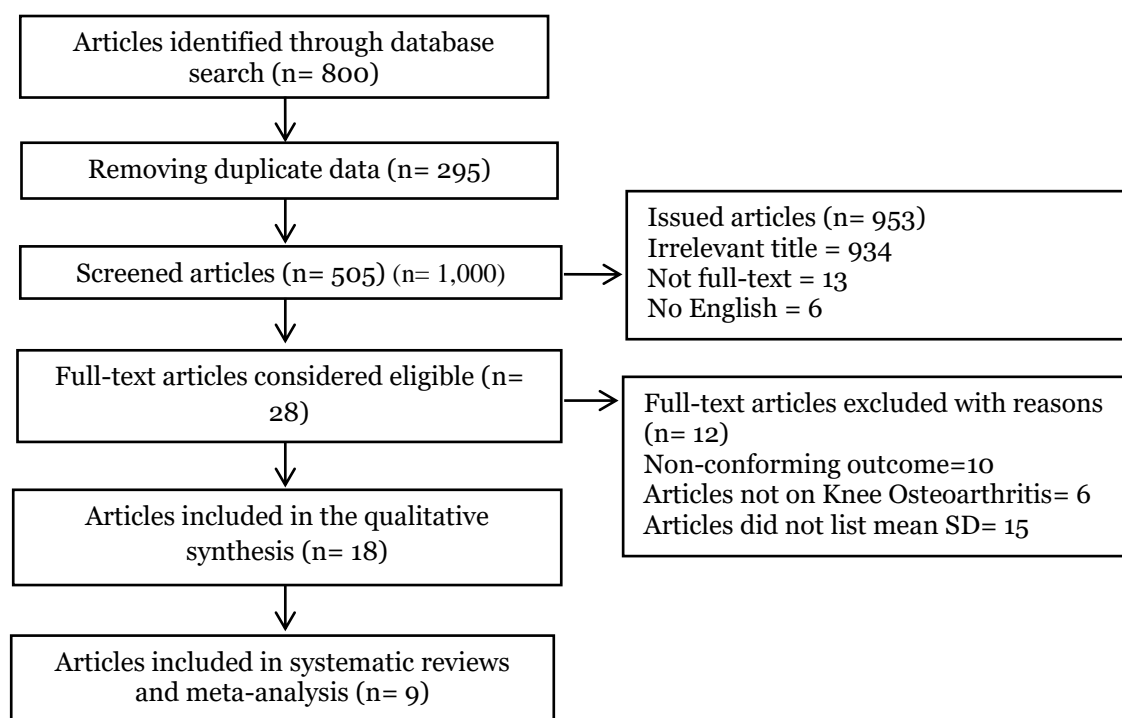 Articles identified through database
search (n= 800)
Removing duplicate data (n= 295)
Issued articles (n= 953)
Irrelevant title = 934
Not full-text = 13
No English = 6
Screened articles (n= 505) (n= 1,000)
Full-text articles considered eligible (n=
28)
Full-text articles excluded with reasons
(n= 12)
Non-conforming outcome=10
Articles not on Knee Osteoarthritis= 6
Articles did not list mean SD= 15
Articles included in the qualitative
synthesis (n= 18)
Articles included in systematic reviews
and meta-analysis (n= 9)